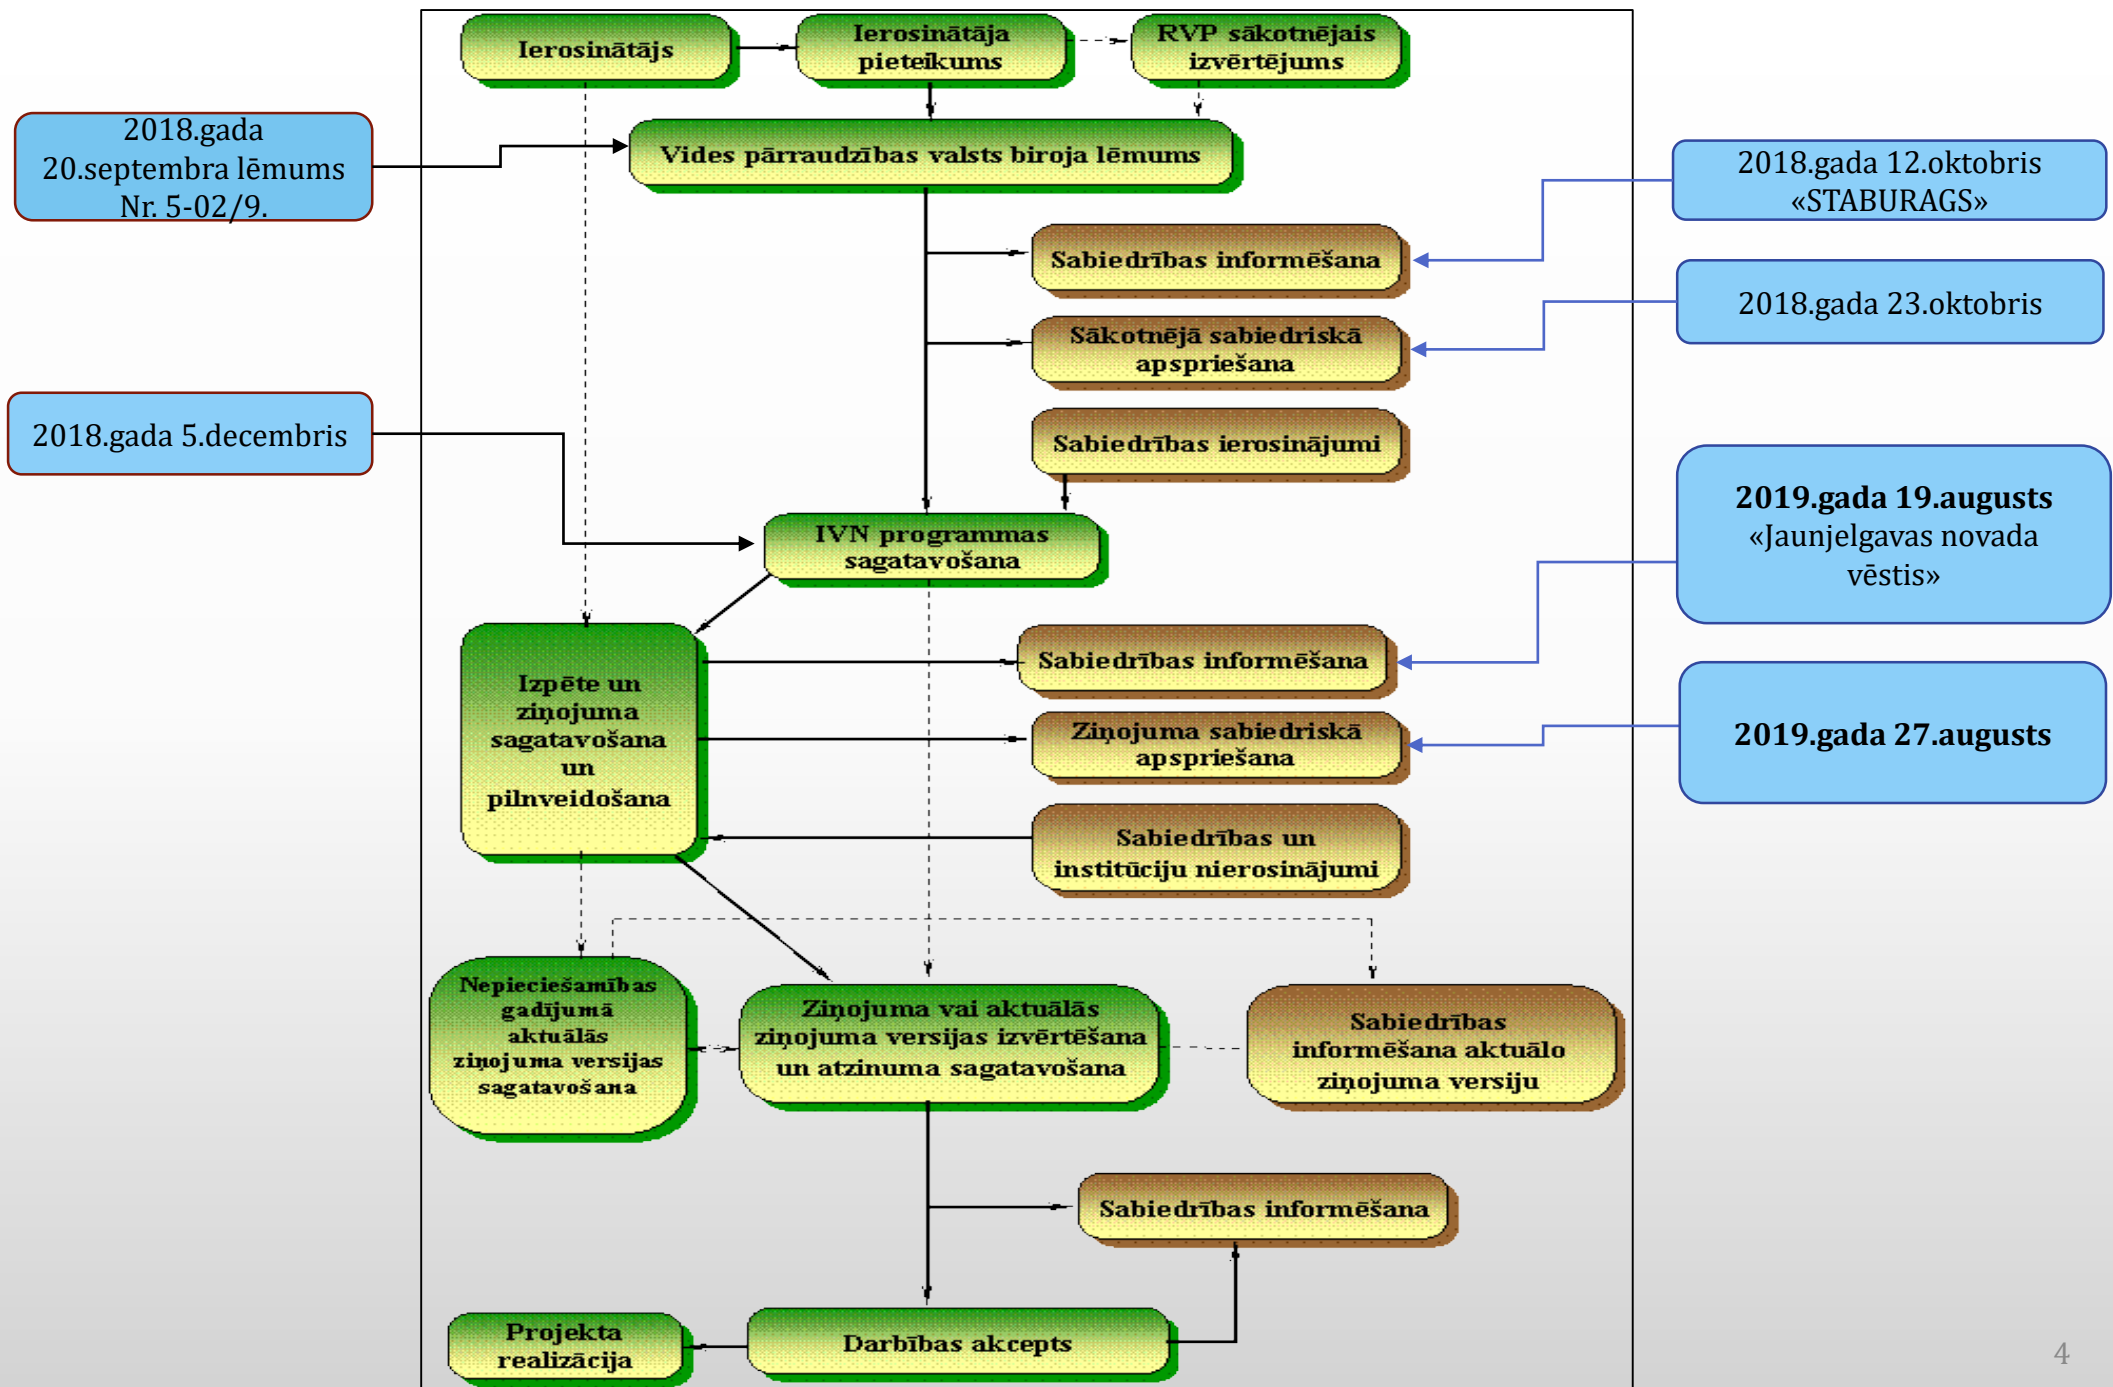 Ierosinātājs
Ierosinātāja
pieteikums
RVP sākotnējais
izvērtējums
2018.gada
20.septembra lēmums
Nr. 5-02/9.
Vides pārraudzības valsts biroja lēmums
2018.gada 12.oktobris
«STABURAGS»
Sabiedrības informēšana
2018.gada 23.oktobris
Sākotnējā sabiedriskā
apspriešana
2018.gada 5.decembris
Sabiedrības ierosinājumi
2019.gada 19.augusts
«Jaunjelgavas novada
vēstis»
IVN programmas
sagatavošana
Izpēte un
ziņojuma
sagatavošana
un
pilnveidošana
Sabiedrības informēšana
Ziņojuma sabiedriskā
apspriešana
2019.gada 27.augusts
Sabiedrības un
institūciju nierosinājumi
Nepieciešamības
gadījumā
aktuālās
ziņojuma versijas
sagatavošana
Ziņojuma vai aktuālās
ziņojuma versijas izvērtēšana
un atzinuma sagatavošana
Sabiedrības
informēšana aktuālo
ziņojuma versiju
Sabiedrības informēšana
Projekta
realizācija
Darbības akcepts
4